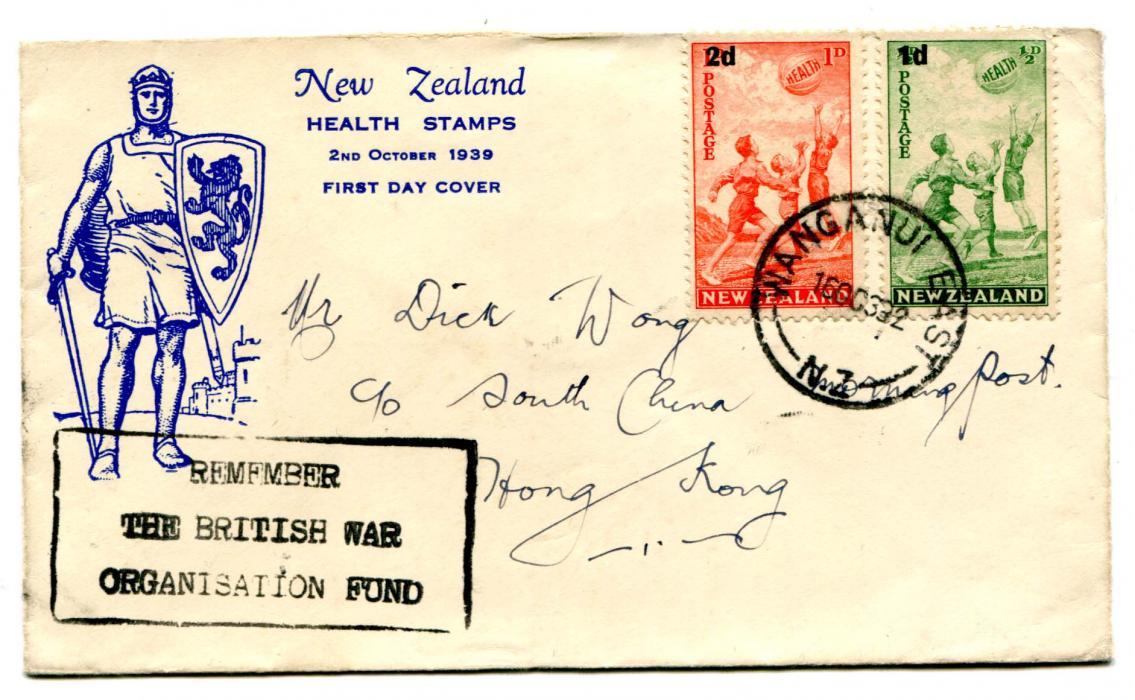 New Zealand
HEALTH STAMPS
2ND OCTOBER 1939
FIRST DAY COVER
2d 1D
POSTAGE
HEALTH
NEW ZEALAND
1d ½D
POSTAGE
HEALTH
NEW ZEALAND
WANGANUI EAST
N.Z.
Mr Dick Wong
c/o South China Morning Post.
Hong Kong
REMEMBER
THE BRITISH WAR
ORGANISATION FUND